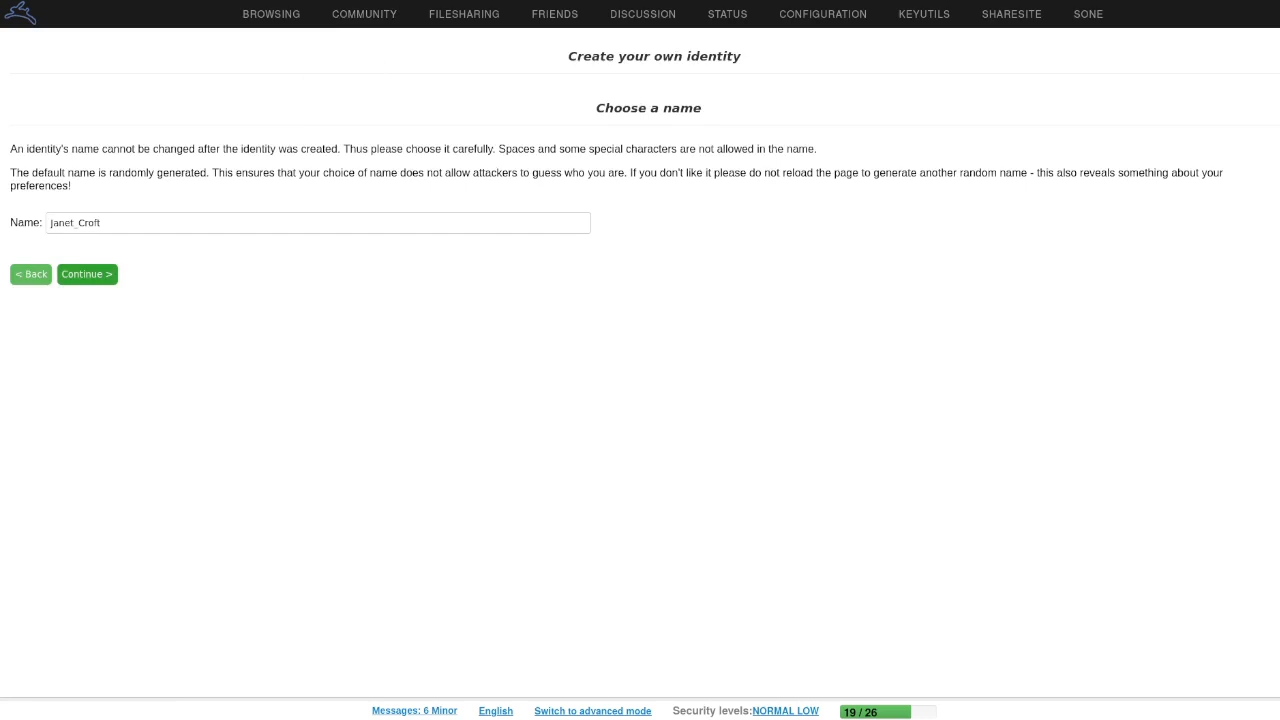 BROWSING COMMUNITY FILESHARING FRIENDS DISCUSSION STATUS CONFIGURATION KEYUTILS SHARESITE SONE
Create your own identity
Choose a name
An identity's name cannot be changed after the identity was created. Thus please choose it carefully. Spaces and some special characters are not allowed in the name.
The default name is randomly generated. This ensures that your choice of name does not allow attackers to guess who you are. If you don't like it please do not reload the page to generate another random name - this also reveals something about your
preferences!
Name: Janet_Croft
< Back Continue >
Messages: 6 Minor English Switch to advanced mode Security levels:NORMAL LOW 19 / 26